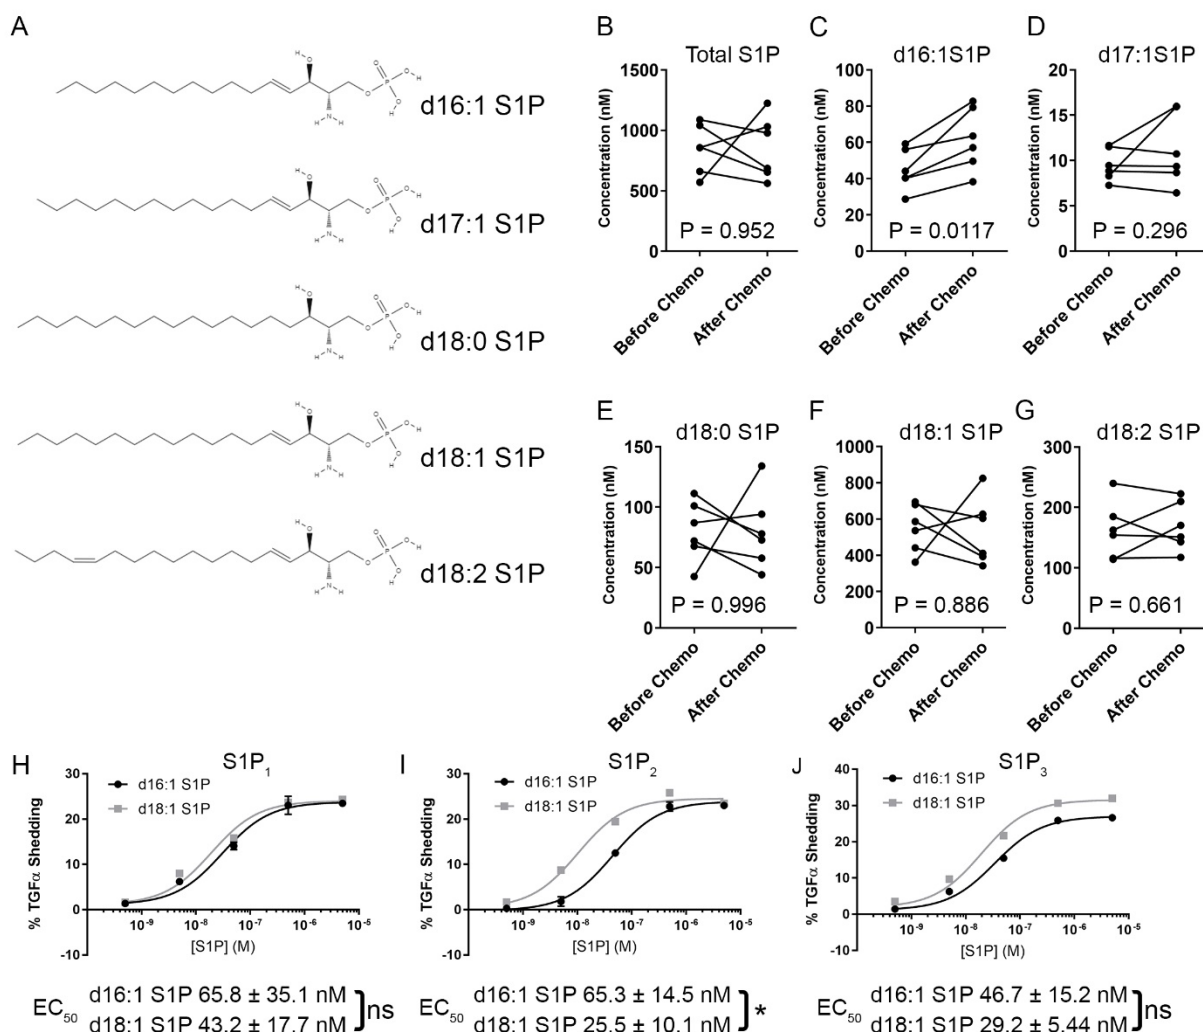 A
d16:1 S1P
d17:1 S1P
d18:0 S1P
d18:1 S1P
d18:2 S1P
B
Total S1P
Concentration (nM)
1500
1000
500
0
P = 0.952
Before Chemo
After Chemo
C
d16:1S1P
Concentration (nM)
100
80
60
40
20
0
P = 0.0117
Before Chemo
After Chemo
D
d17:1S1P
Concentration (nM)
20
15
10
5
0
P = 0.296
Before Chemo
After Chemo
E
d18:0 S1P
Concentration (nM)
150
100
50
0
P = 0.996
Before Chemo
After Chemo
F
d18:1 S1P
Concentration (nM)
1000
800
600
400
200
0
P = 0.886
Before Chemo
After Chemo
G
d18:2 S1P
Concentration (nM)
300
200
100
0
P = 0.661
Before Chemo
After Chemo
H
S1P1
d16:1 S1P
d18:1 S1P
% TGFα Shedding
30
20
10
0
-10
10-9 10-8 10-7 10-6 10-5
[S1P] (M)
EC50
d16:1 S1P 65.8 ± 35.1 nM
d18:1 S1P 43.2 ± 17.7 nM
ns
I
S1P2
d16:1 S1P
d18:1 S1P
% TGFα Shedding
30
20
10
0
-10
10-9 10-8 10-7 10-6 10-5
[S1P] (M)
EC50
d16:1 S1P 65.3 ± 14.5 nM
d18:1 S1P 25.5 ± 10.1 nM
*
J
S1P3
d16:1 S1P
d18:1 S1P
% TGFα Shedding
40
30
20
10
0
-10
10-9 10-8 10-7 10-6 10-5
[S1P] (M)
EC50
d16:1 S1P 46.7 ± 15.2 nM
d18:1 S1P 29.2 ± 5.44 nM
ns